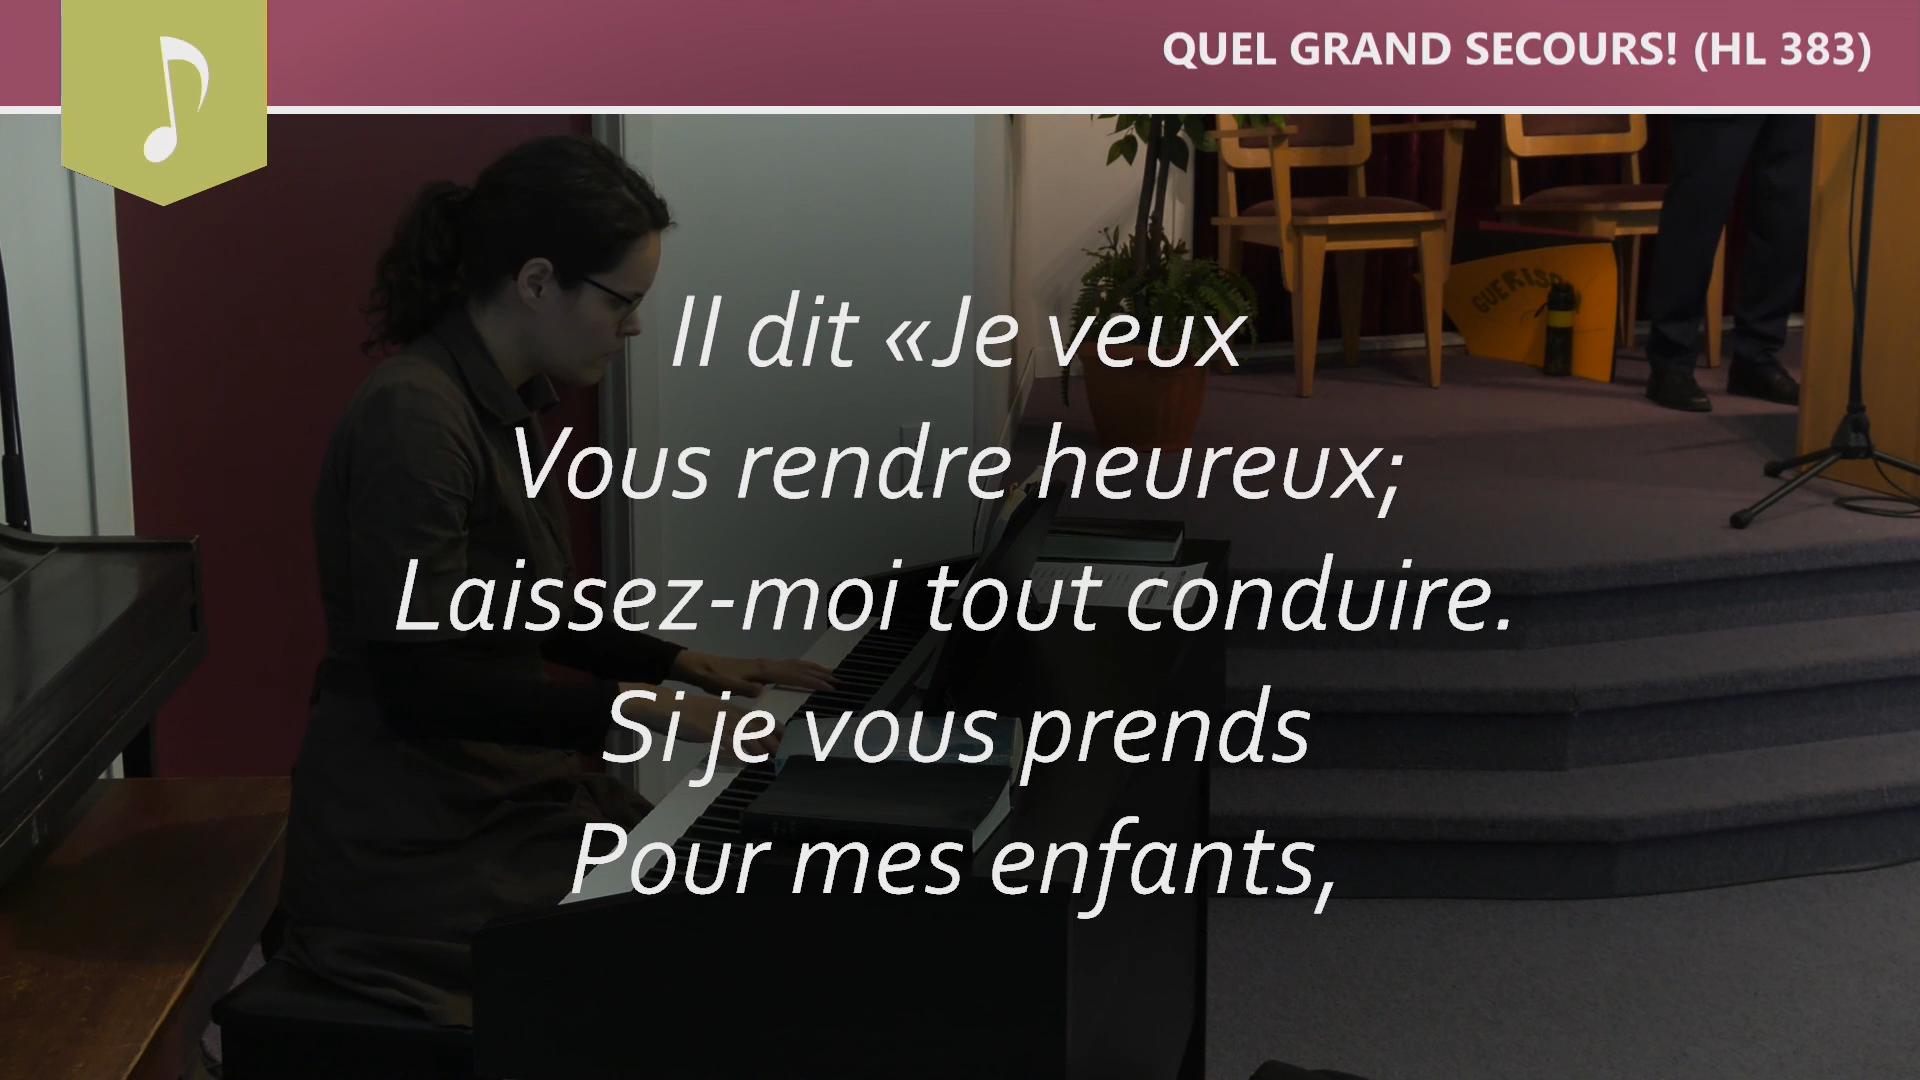 QUEL GRAND SECOURS! (HL 383)
GUERISO
Il dit «Je veux
Vous rendre heureux;
Laissez-moi tout conduire.
Si je vous prends
Pour mes enfants,